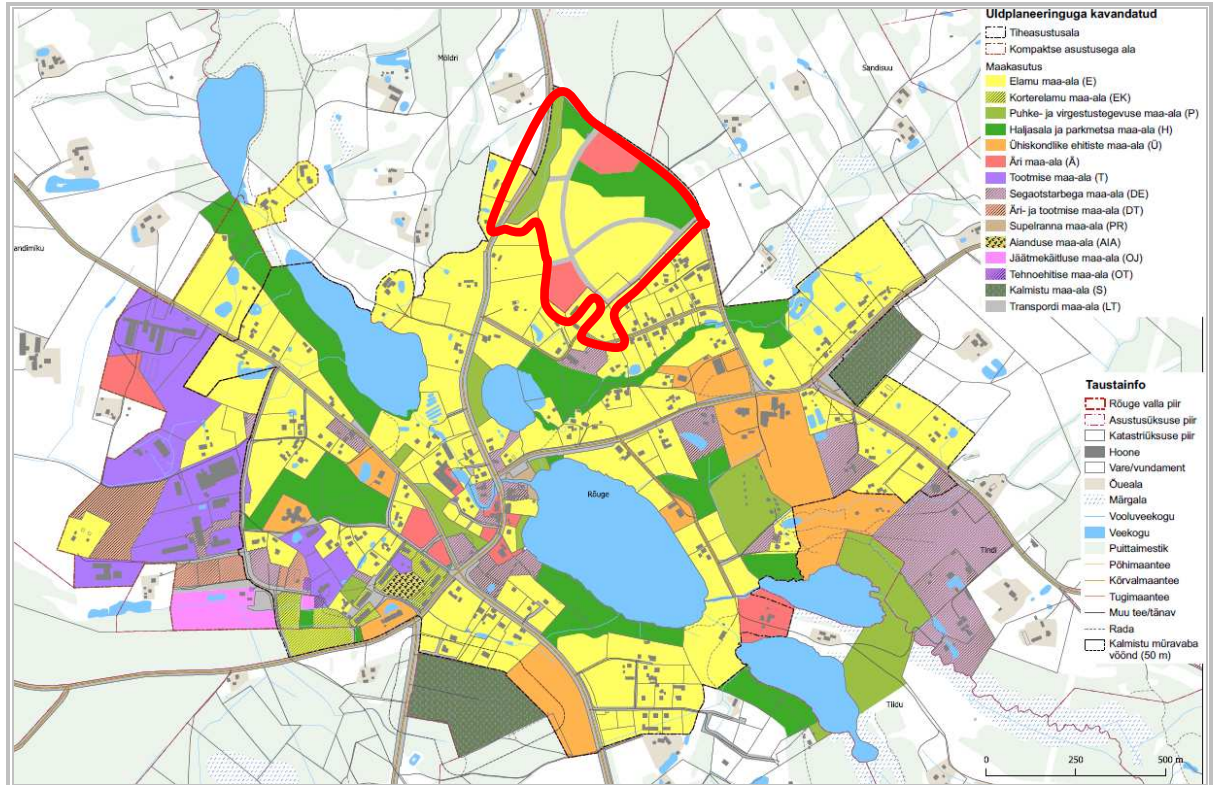 Üldplaneeringuga kavandatud
Tiheasustusala
Kompaktse asustusega ala
Maakasutus
Elamu maa-ala (E)
Korterelamu maa-ala (EK)
Puhke- ja virgestustegevuse maa-ala (P)
Haljasala ja parkmetsa maa-ala (H)
Ühiskondlike ehitiste maa-ala (Ü)
Äri maa-ala (Ä)
Tootmise maa-ala (T)
Segaotstarbega maa-ala (DE)
Äri- ja tootmise maa-ala (DT)
Supelranna maa-ala (PR)
Aianduse maa-ala (AIA)
Jäätmekäitluse maa-ala (OJ)
Tehnoehitise maa-ala (OT)
Kalmistu maa-ala (S)
Transpordi maa-ala (LT)
Taustainfo
Rõuge valla piir
Asustusüksuse piir
Katastriüksuse piir
Hoone
Vare/vundament
Õueala
Märgala
Vooluveekogu
Veekogu
Puittaimestik
Põhimaantee
Kõrvalmaantee
Tugimaantee
Muu tee/tänav
Rada
Kalmistu müravaba
vöönd (50 m)
Möldri
Sandisuu
andimiku
Rõuge
Tindi
Tiidu
0 250 500 m